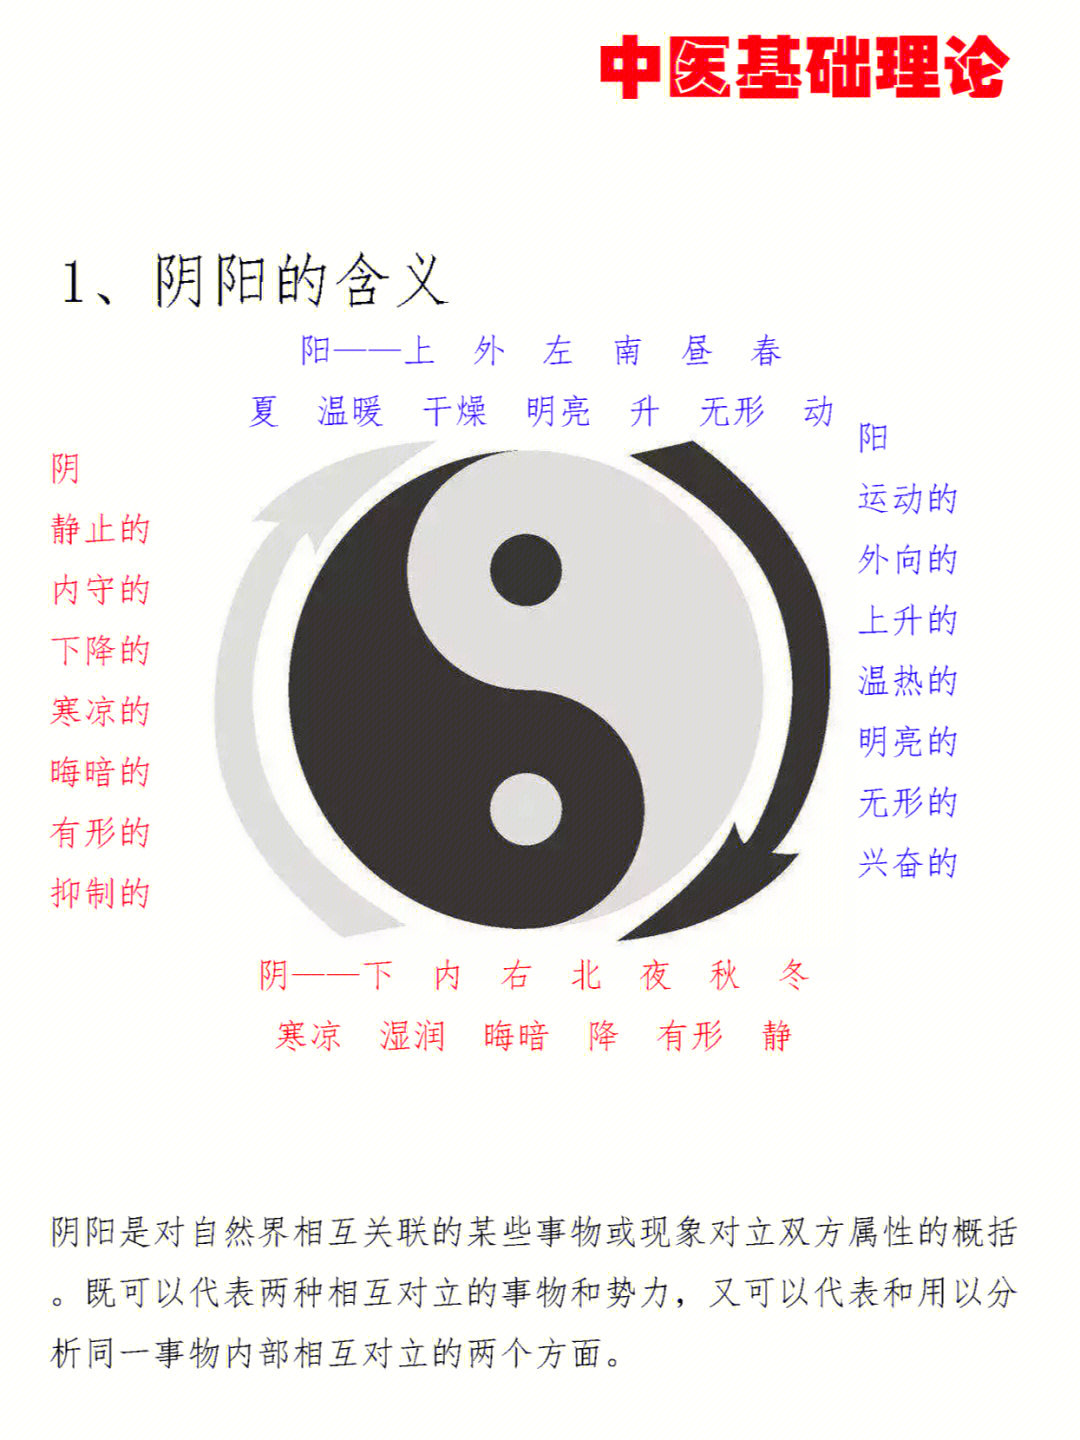 中医基础理论
1、阴阳的含义
阳——上 外 左 南 昼 春
夏 温暖 干燥 明亮 升 无形 动
阴
静止的
内守的
下降的
寒凉的
晦暗的
有形的
抑制的
阳
运动的
外向的
上升的
温热的
明亮的
无形的
兴奋的
阴——下 内 右 北 夜 秋 冬
寒凉 湿润 晦暗 降 有形 静
阴阳是对自然界相互关联的某些事物或现象对立双方属性的概括
。既可以代表两种相互对立的事物和势力，又可以代表和用以分
析同一事物内部相互对立的两个方面。